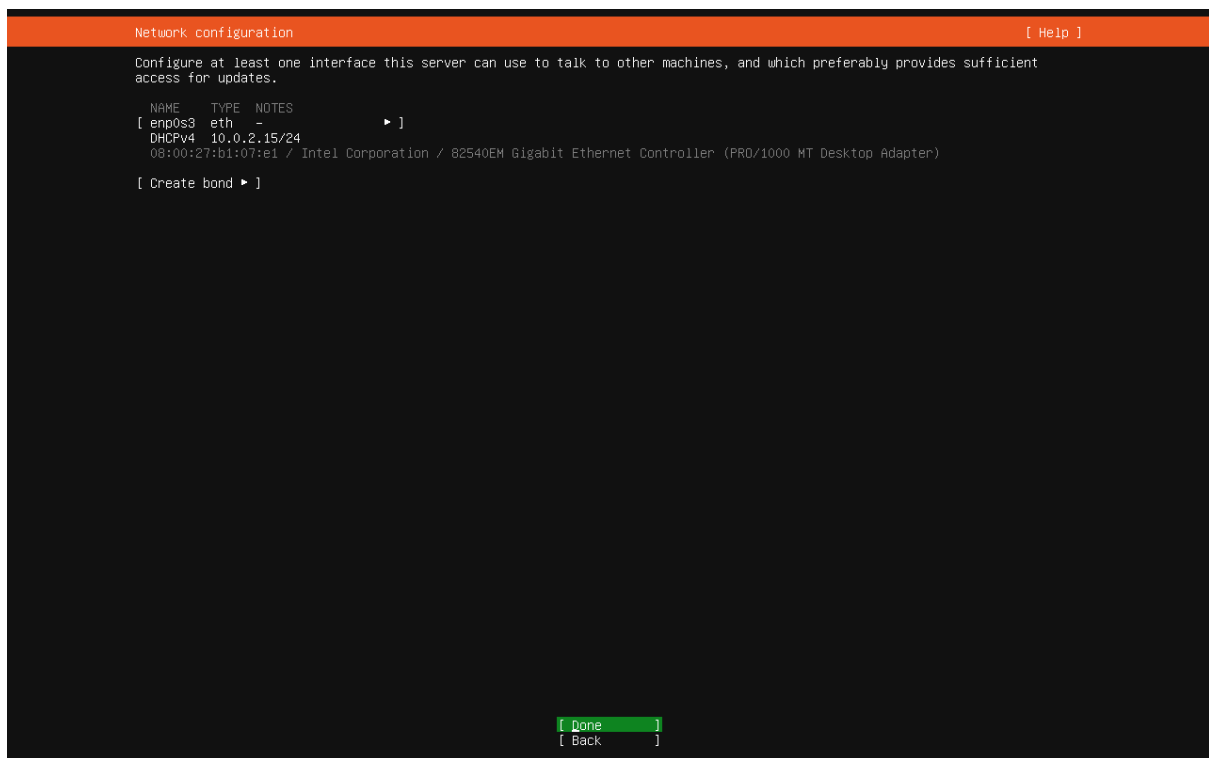 Network configuration [ Help ]
Configure at least one interface this server can use to talk to other machines, and which preferably provides sufficient
access for updates.
NAME TYPE NOTES
[ enp0s3 eth - ▸ ]
DHCPv4 10.0.2.15/24
08:00:27:b1:07:e1 / Intel Corporation / 82540EM Gigabit Ethernet Controller (PRO/1000 MT Desktop Adapter)
[ Create bond ▸ ]
[ Done ]
[ Back ]